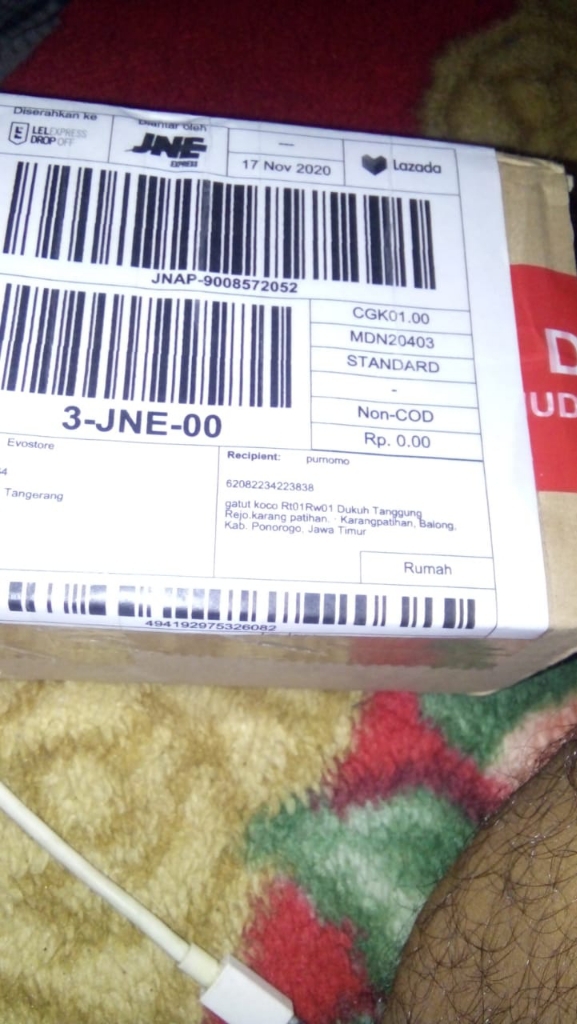 Diserahkan ke
LEL EXPRESS
DROP OFF
Diantar oleh
JNE
EXPRESS
17 Nov 2020
Lazada
JNAP-9008572052
CGK01.00
MDN20403
STANDARD
-
Non-COD
Rp. 0.00
3-JNE-00
Evostore
Tangerang
Recipient: purnomo
62082234223838
gatut koco Rt01Rw01 Dukuh Tanggung
Rejo.karang patihan. - Karangpatihan, Balong,
Kab. Ponorogo, Jawa Timur
Rumah
494192975326082
D
UD